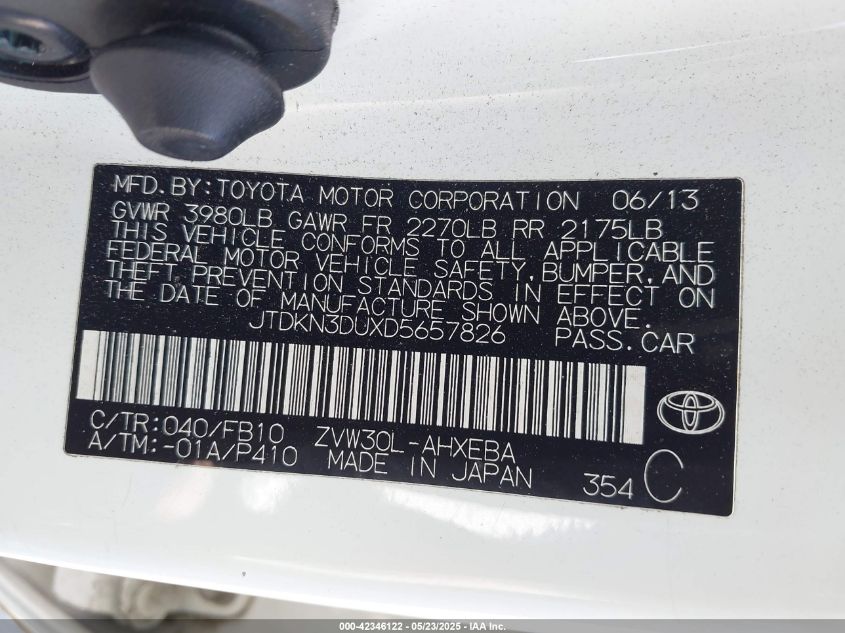 MFD. BY: TOYOTA MOTOR CORPORATION 06/13
GVWR 3980LB GAWR FR 2270LB RR 2175LB
THIS VEHICLE CONFORMS TO ALL APPLICABLE
FEDERAL MOTOR VEHICLE SAFETY, BUMPER, AND
THEFT PREVENTION STANDARDS IN EFFECT ON
THE DATE OF MANUFACTURE SHOWN ABOVE.
JTDKN3DUXD5657826 PASS. CAR
C/TR: 040/FB10 ZVW30L-AHXEBA
A/TM: -01A/P410 MADE IN JAPAN
354 C
000-42346122 - 05/23/2025 - IAA Inc.